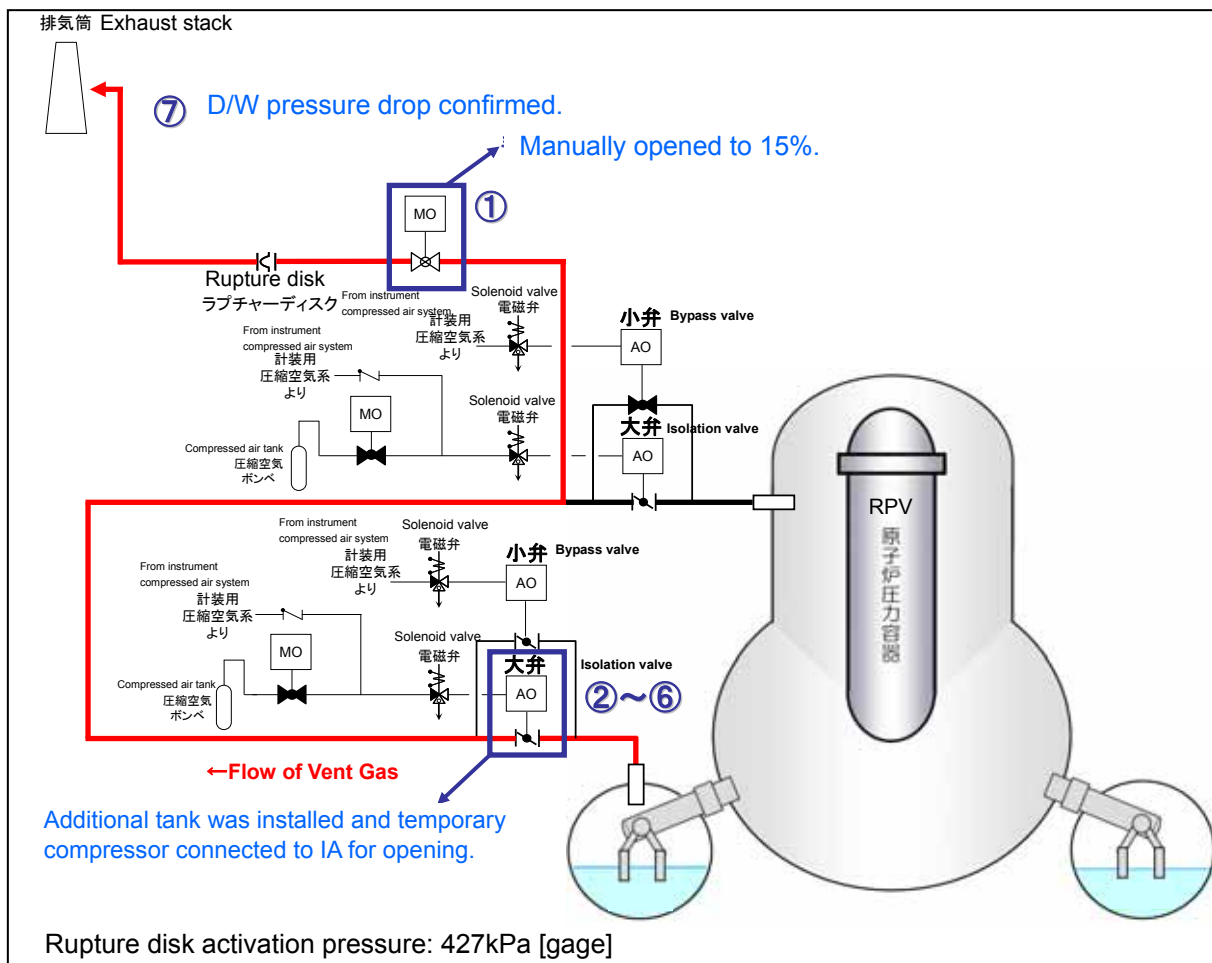 排気筒 Exhaust stack
⑦ D/W pressure drop confirmed.
Manually opened to 15%.
MO
①
Rupture disk
ラプチャーディスク
From instrument
compressed air system
計装用
圧縮空気系
より
Solenoid valve
電磁弁
小弁 Bypass valve
AO
From instrument
compressed air system
計装用
圧縮空気系
より
MO
Compressed air tank
圧縮空気
ボンベ
Solenoid valve
電磁弁
大弁 Isolation valve
AO
RPV
原子炉圧力容器
From instrument
compressed air system
計装用
圧縮空気系
より
Solenoid valve
電磁弁
小弁 Bypass valve
AO
From instrument
compressed air system
計装用
圧縮空気系
より
MO
Compressed air tank
圧縮空気
ボンベ
Solenoid valve
電磁弁
大弁 Isolation valve
AO
②～⑥
←Flow of Vent Gas
Additional tank was installed and temporary
compressor connected to IA for opening.
Rupture disk activation pressure: 427kPa [gage]